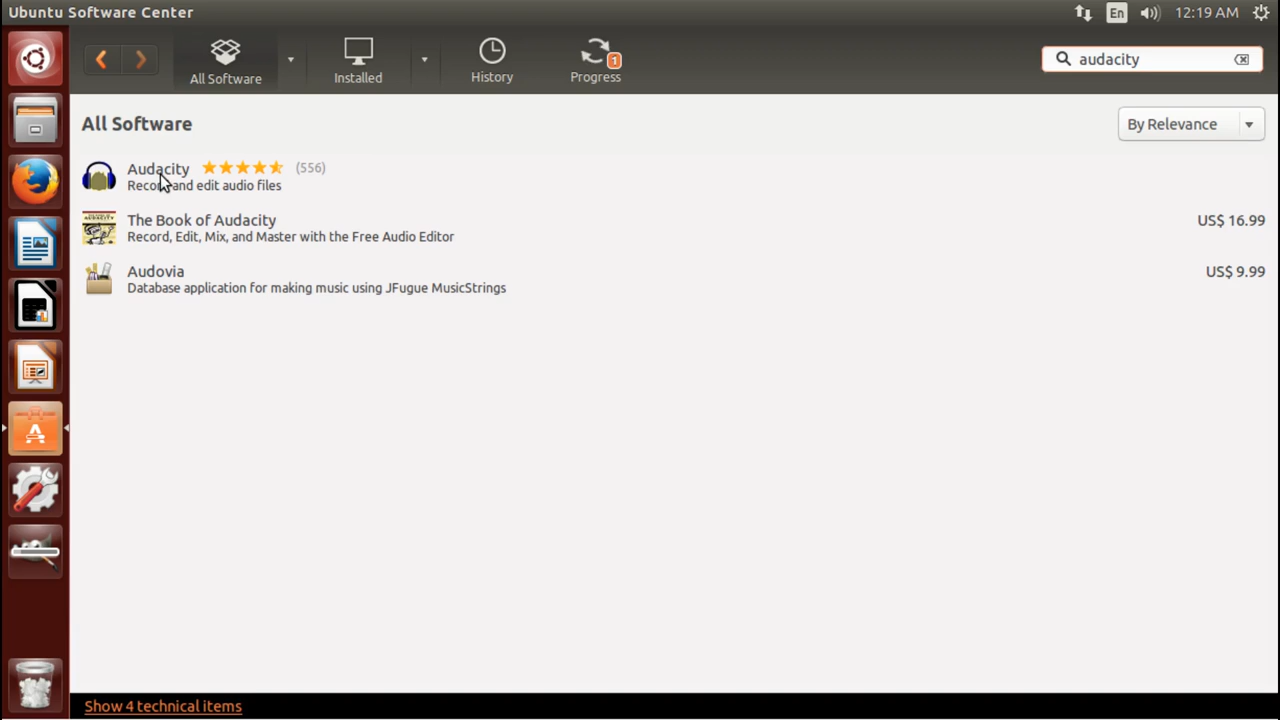 Ubuntu Software Center
En
12:19 AM
All Software
Installed
History
Progress
1
audacity
All Software
By Relevance
Audacity
(556)
Record and edit audio files
The Book of Audacity
US$ 16.99
Record, Edit, Mix, and Master with the Free Audio Editor
Audovia
US$ 9.99
Database application for making music using JFugue MusicStrings
Show 4 technical items